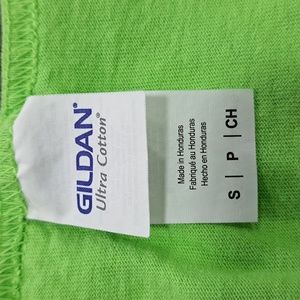 GILDAN®
Ultra Cotton®
Made in Honduras
Fabriqué au Honduras
Hecho en Honduras
S | P | CH